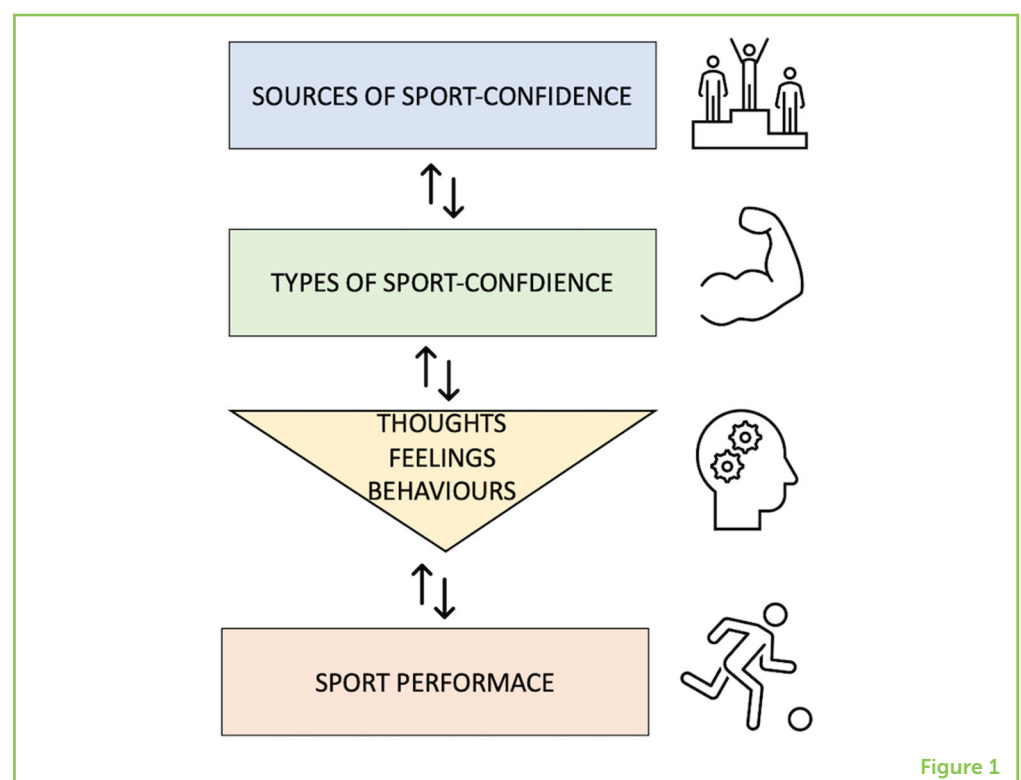 SOURCES OF SPORT-CONFIDENCE
TYPES OF SPORT-CONFDIENCE
THOUGHTS
FEELINGS
BEHAVIOURS
SPORT PERFORMACE
Figure 1